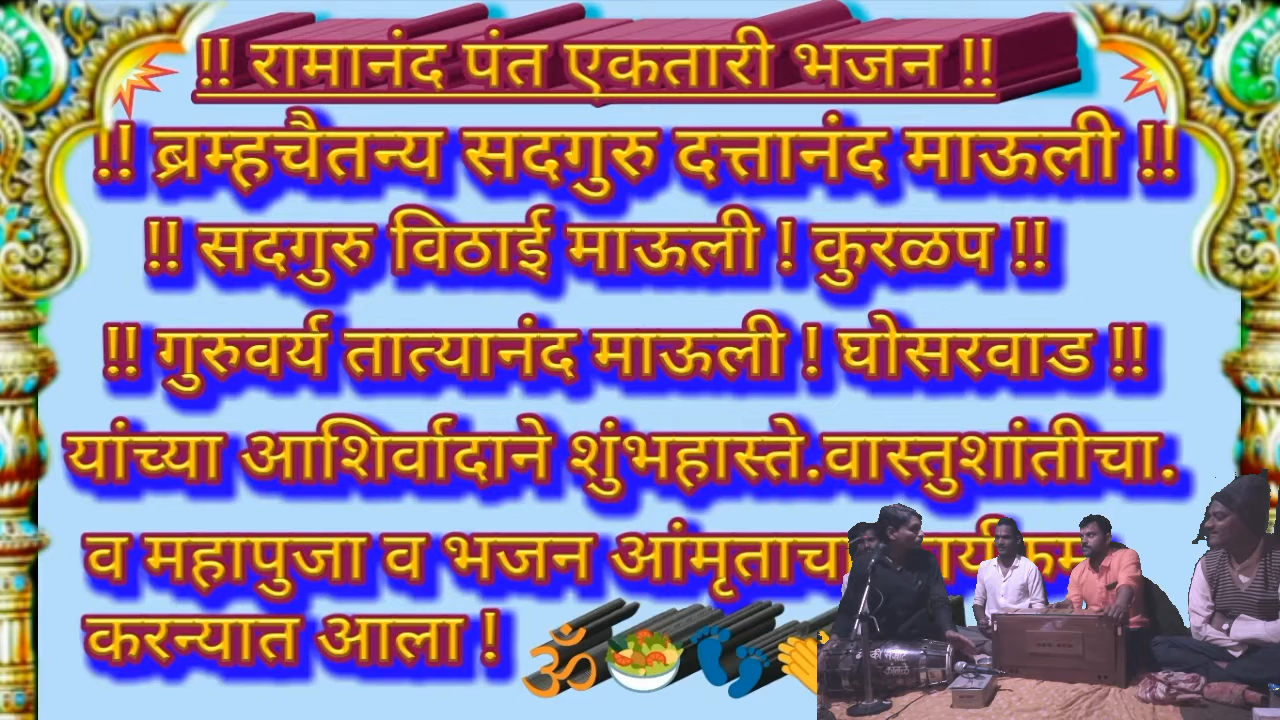 !! रामानंद पंत एकतारी भजन !!
!! ब्रम्हचैतन्य सदगुरु दत्तानंद माऊली !!
!! सदगुरु विठाई माऊली ! कुरळप !!
!! गुरुवर्य तात्यानंद माऊली ! घोसरवाड !!
यांच्या आशिर्वादाने शुंभहास्ते.वास्तुशांतीचा.
व महापुजा व भजन आंमृताचा
करन्यात आला !